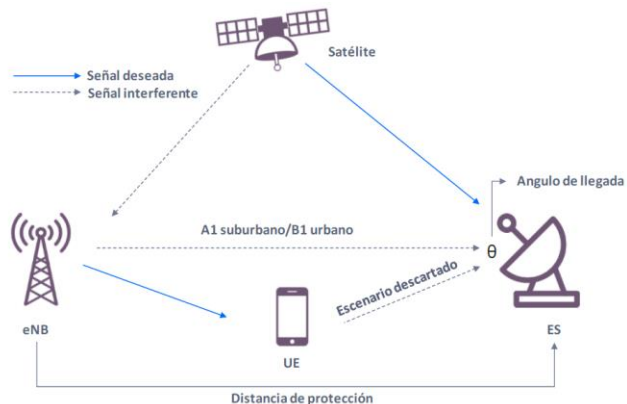 Satélite
Señal deseada
Señal interferente
Angulo de llegada
A1 suburbano/B1 urbano
θ
Escenario descartado
eNB
UE
ES
Distancia de protección